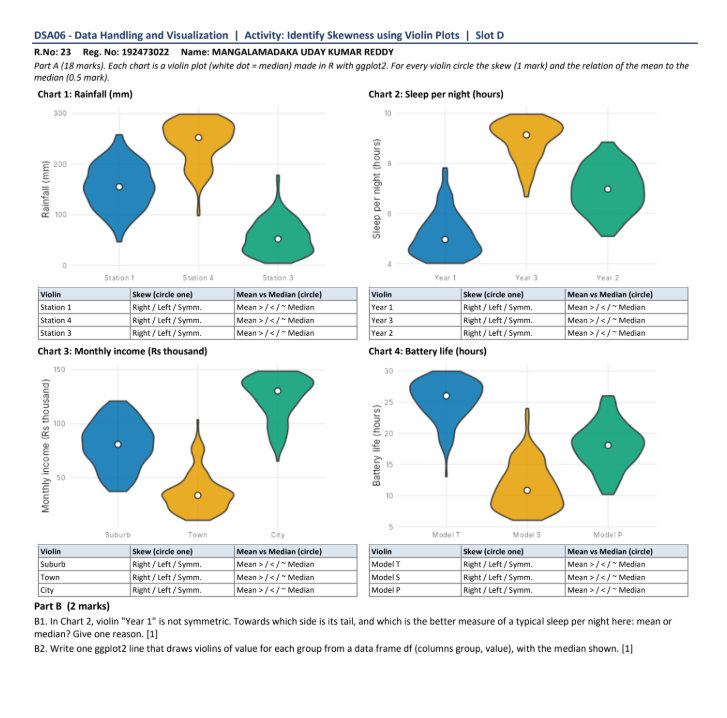 DSA06 - Data Handling and Visualization | Activity: Identify Skewness using Violin Plots | Slot D
R.No: 23 Reg. No: 192473022 Name: MANGALAMADAKA UDAY KUMAR REDDY
Part A (18 marks). Each chart is a violin plot (white dot = median) made in R with ggplot2. For every violin circle the skew (1 mark) and the relation of the mean to the
median (0.5 mark).
Chart 1: Rainfall (mm)
Rainfall (mm)
300
200
100
0
Station 1 Station 4 Station 3
Violin Skew (circle one) Mean vs Median (circle)
Station 1 Right / Left / Symm. Mean > / < / ~ Median
Station 4 Right / Left / Symm. Mean > / < / ~ Median
Station 3 Right / Left / Symm. Mean > / < / ~ Median
Chart 2: Sleep per night (hours)
Sleep per night (hours)
10
8
6
4
Year 1 Year 3 Year 2
Violin Skew (circle one) Mean vs Median (circle)
Year 1 Right / Left / Symm. Mean > / < / ~ Median
Year 3 Right / Left / Symm. Mean > / < / ~ Median
Year 2 Right / Left / Symm. Mean > / < / ~ Median
Chart 3: Monthly income (Rs thousand)
Monthly income (Rs thousand)
150
100
50
Suburb Town City
Violin Skew (circle one) Mean vs Median (circle)
Suburb Right / Left / Symm. Mean > / < / ~ Median
Town Right / Left / Symm. Mean > / < / ~ Median
City Right / Left / Symm. Mean > / < / ~ Median
Chart 4: Battery life (hours)
Battery life (hours)
30
25
20
15
10
5
Model T Model S Model P
Violin Skew (circle one) Mean vs Median (circle)
Model T Right / Left / Symm. Mean > / < / ~ Median
Model S Right / Left / Symm. Mean > / < / ~ Median
Model P Right / Left / Symm. Mean > / < / ~ Median
Part B (2 marks)
B1. In Chart 2, violin "Year 1" is not symmetric. Towards which side is its tail, and which is the better measure of a typical sleep per night here: mean or
median? Give one reason. [1]
B2. Write one ggplot2 line that draws violins of value for each group from a data frame df (columns group, value), with the median shown. [1]